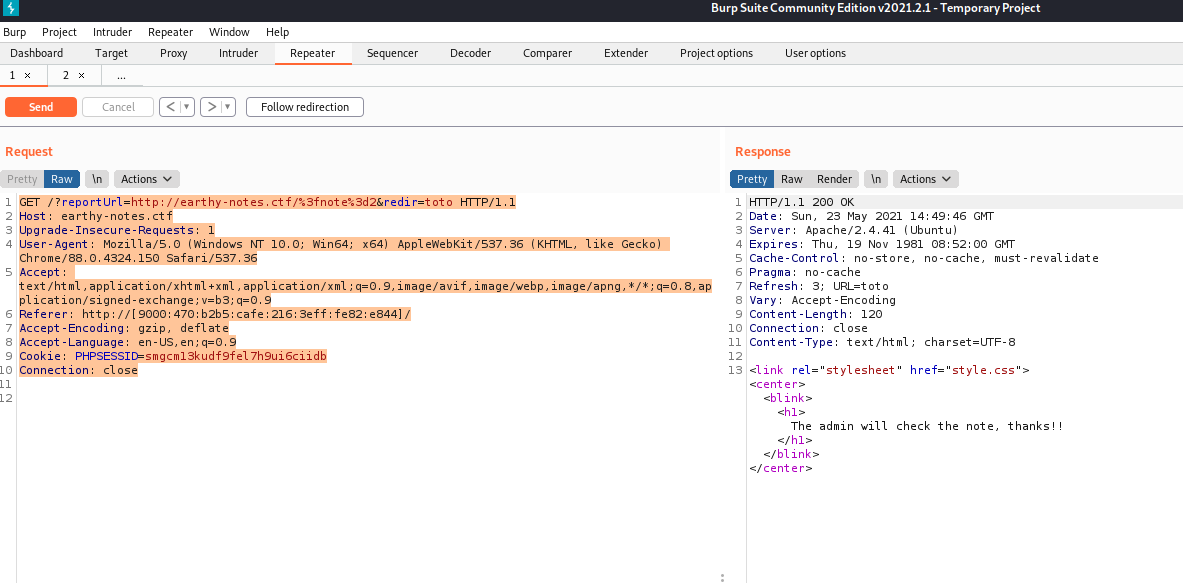 Burp Suite Community Edition v2021.2.1 - Temporary Project
Burp Project Intruder Repeater Window Help
Dashboard Target Proxy Intruder Repeater Sequencer Decoder Comparer Extender Project options User options
1 × 2 × ...
Send Cancel < > Follow redirection
Request
Pretty Raw \n Actions
1 GET /?reportUrl=http://earthy-notes.ctf/%3fnote%3d2&redir=toto HTTP/1.1
2 Host: earthy-notes.ctf
3 Upgrade-Insecure-Requests: 1
4 User-Agent: Mozilla/5.0 (Windows NT 10.0; Win64; x64) AppleWebKit/537.36 (KHTML, like Gecko)
Chrome/88.0.4324.150 Safari/537.36
5 Accept:
text/html,application/xhtml+xml,application/xml;q=0.9,image/avif,image/webp,image/apng,*/*;q=0.8,ap
plication/signed-exchange;v=b3;q=0.9
6 Referer: http://[9000:470:b2b5:cafe:216:3eff:fe82:e844]/
7 Accept-Encoding: gzip, deflate
8 Accept-Language: en-US,en;q=0.9
9 Cookie: PHPSESSID=smgcm13kudf9fel7h9ui6ciidb
10 Connection: close
11
12
Response
Pretty Raw Render \n Actions
1 HTTP/1.1 200 OK
2 Date: Sun, 23 May 2021 14:49:46 GMT
3 Server: Apache/2.4.41 (Ubuntu)
4 Expires: Thu, 19 Nov 1981 08:52:00 GMT
5 Cache-Control: no-store, no-cache, must-revalidate
6 Pragma: no-cache
7 Refresh: 3; URL=toto
8 Vary: Accept-Encoding
9 Content-Length: 120
10 Connection: close
11 Content-Type: text/html; charset=UTF-8
12
13 <link rel="stylesheet" href="style.css">
<center>
<blink>
<h1>
The admin will check the note, thanks!!
</h1>
</blink>
</center>